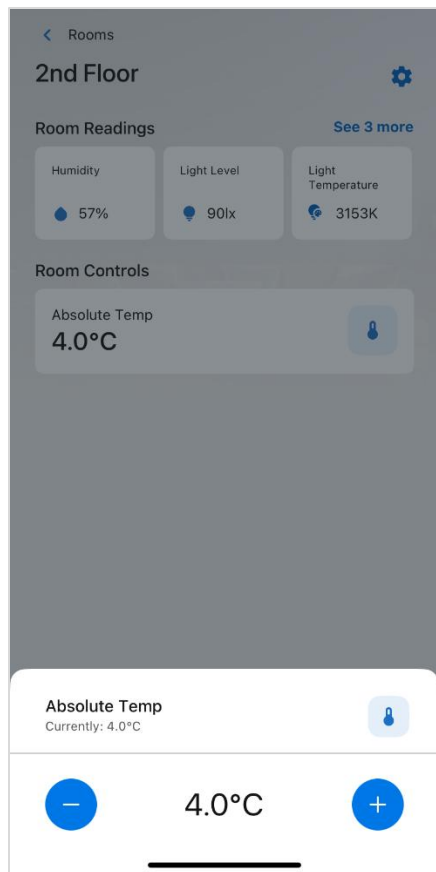 Rooms
2nd Floor
Room Readings
See 3 more
Humidity
57%
Light Level
90lx
Light
Temperature
3153K
Room Controls
Absolute Temp
4.0°C
Absolute Temp
Currently: 4.0°C
4.0°C